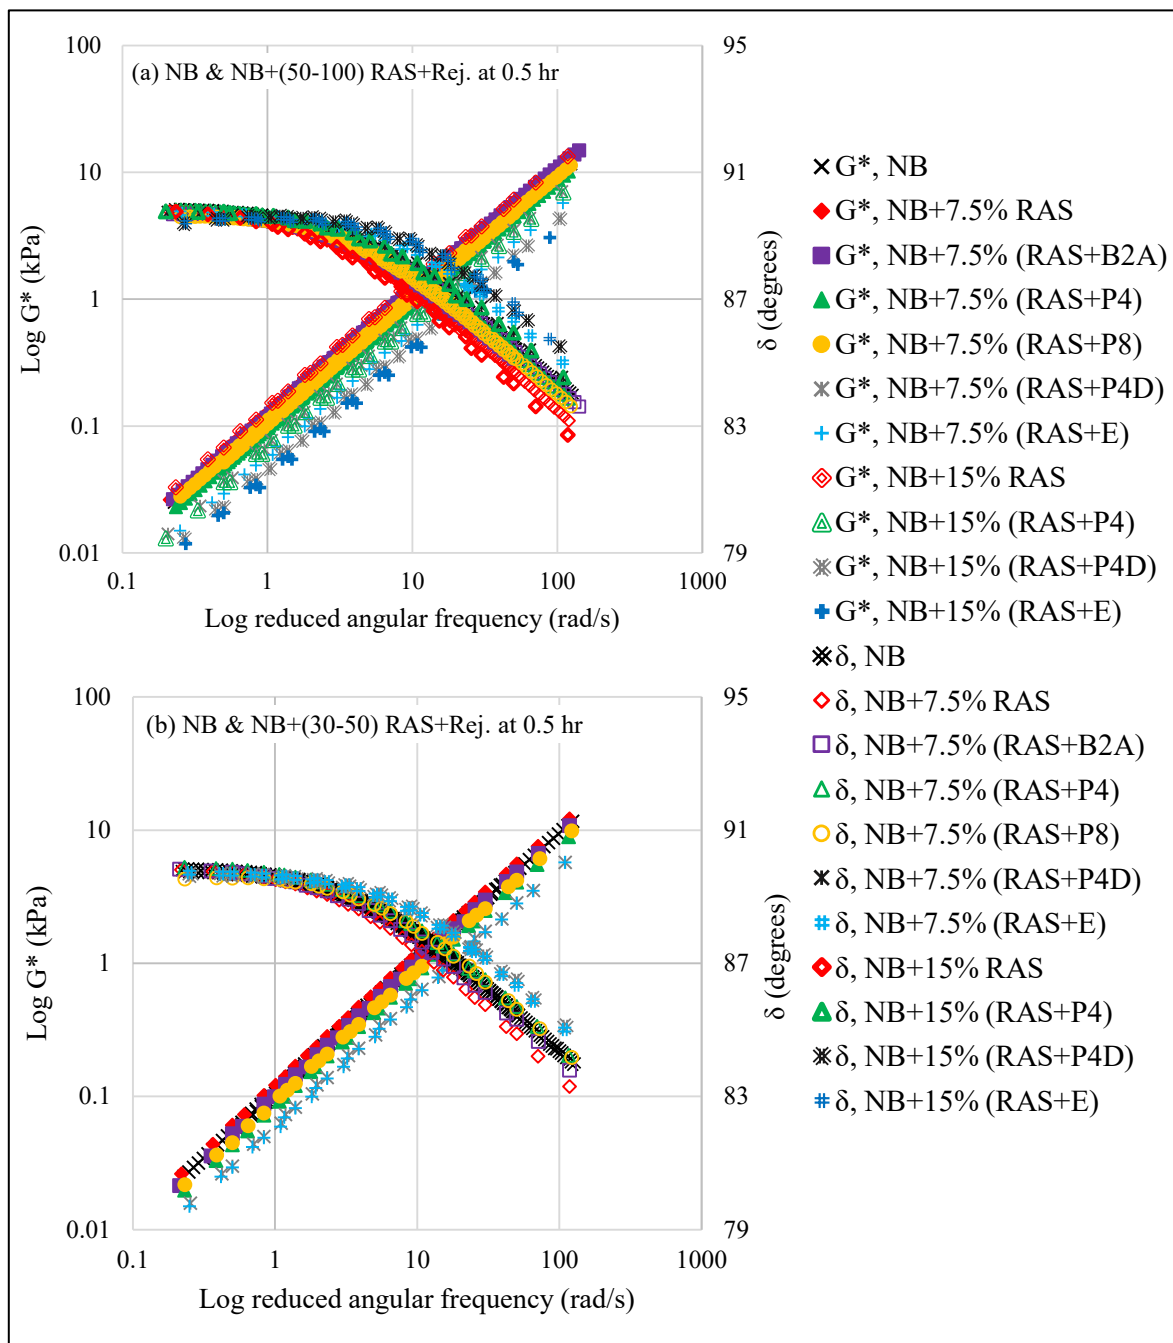 (a) NB & NB+(50-100) RAS+Rej. at 0.5 hr
100
10
1
0.1
0.01
Log G* (kPa)
95
91
87
83
79
δ (degrees)
0.1 1 10 100 1000
Log reduced angular frequency (rad/s)
(b) NB & NB+(30-50) RAS+Rej. at 0.5 hr
100
10
1
0.1
0.01
Log G* (kPa)
95
91
87
83
79
δ (degrees)
0.1 1 10 100 1000
Log reduced angular frequency (rad/s)
G*, NB
G*, NB+7.5% RAS
G*, NB+7.5% (RAS+B2A)
G*, NB+7.5% (RAS+P4)
G*, NB+7.5% (RAS+P8)
G*, NB+7.5% (RAS+P4D)
G*, NB+7.5% (RAS+E)
G*, NB+15% RAS
G*, NB+15% (RAS+P4)
G*, NB+15% (RAS+P4D)
G*, NB+15% (RAS+E)
δ, NB
δ, NB+7.5% RAS
δ, NB+7.5% (RAS+B2A)
δ, NB+7.5% (RAS+P4)
δ, NB+7.5% (RAS+P8)
δ, NB+7.5% (RAS+P4D)
δ, NB+7.5% (RAS+E)
δ, NB+15% RAS
δ, NB+15% (RAS+P4)
δ, NB+15% (RAS+P4D)
δ, NB+15% (RAS+E)